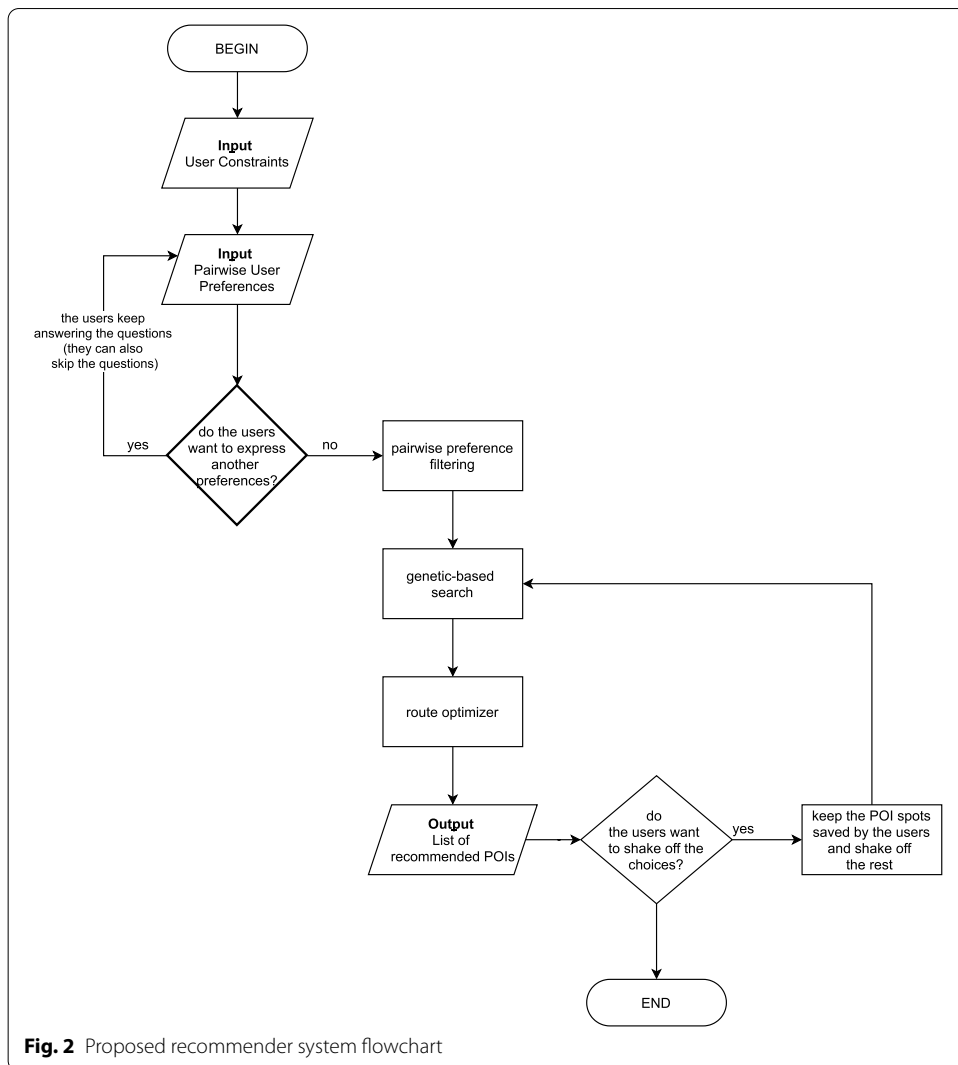 BEGIN
Input
User Constraints
Input
Pairwise User
Preferences
the users keep
answering the questions
(they can also
skip the questions)
do the users
want to express
another
preferences?
yes
no
pairwise preference
filtering
genetic-based
search
route optimizer
Output
List of
recommended POIs
do
the users want
to shake off the
choices?
yes
keep the POI spots
saved by the users
and shake off
the rest
END
Fig. 2 Proposed recommender system flowchart